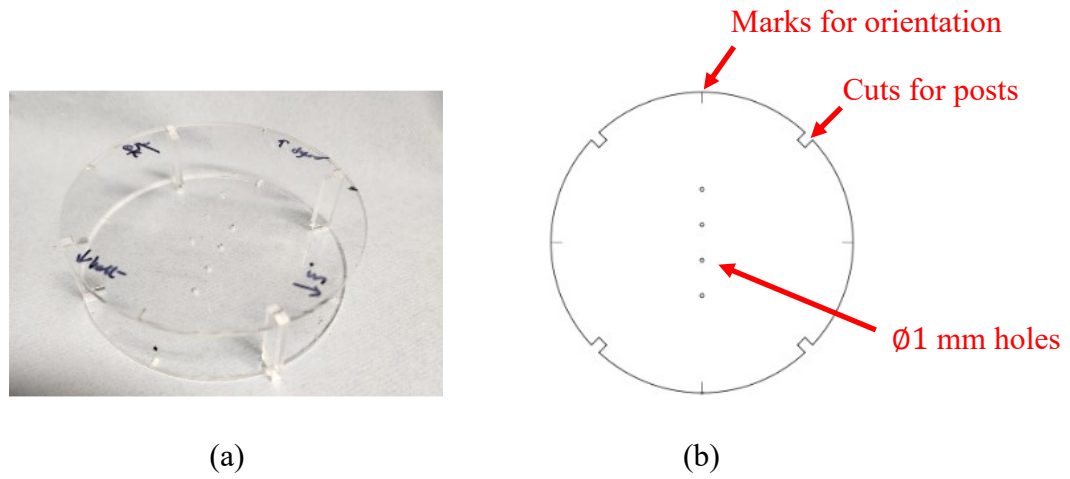 Marks for orientation
Cuts for posts
Ø1 mm holes
(a)
(b)